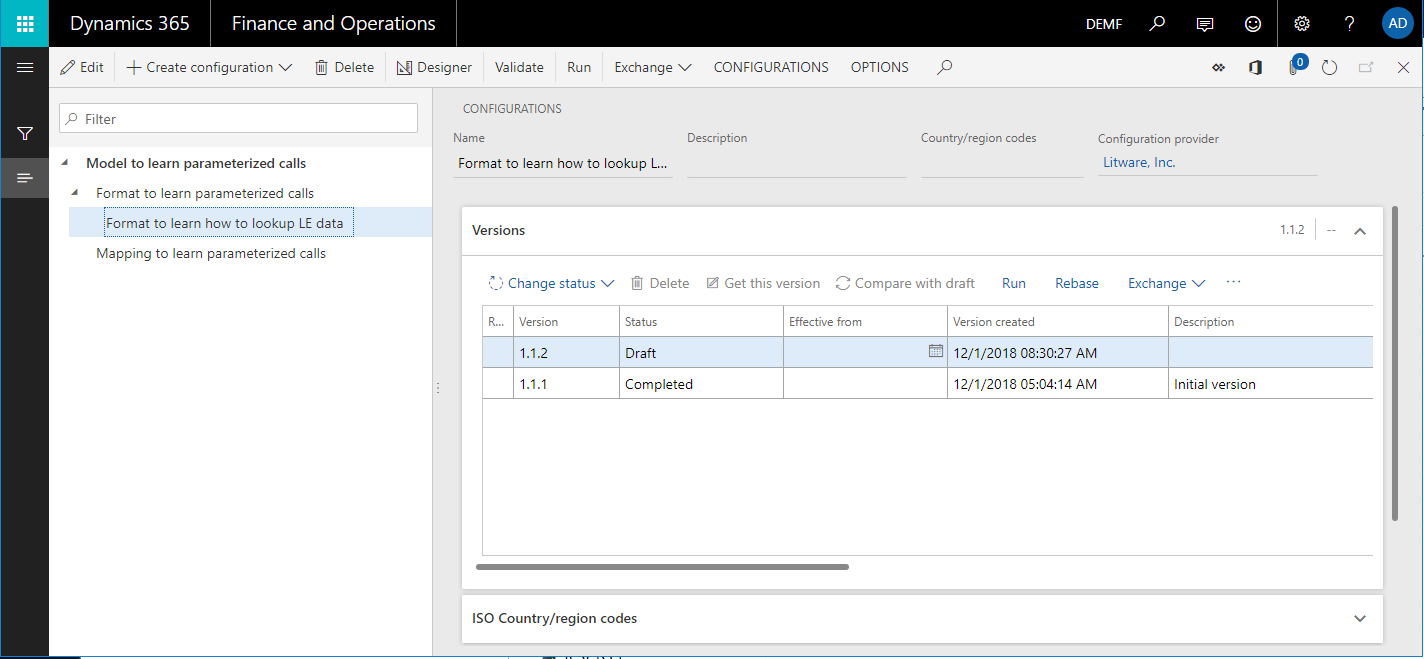 Dynamics 365 Finance and Operations DEMF ? AD
Edit Create configuration Delete Designer Validate Run Exchange CONFIGURATIONS OPTIONS 0
Filter
Model to learn parameterized calls
Format to learn parameterized calls
Format to learn how to lookup LE data
Mapping to learn parameterized calls
CONFIGURATIONS
Name Description Country/region codes Configuration provider
Format to learn how to lookup L... Litware, Inc.
Versions 1.1.2 --
Change status Delete Get this version Compare with draft Run Rebase Exchange ...
R... Version Status Effective from Version created Description
1.1.2 Draft 12/1/2018 08:30:27 AM
1.1.1 Completed 12/1/2018 05:04:14 AM Initial version
ISO Country/region codes